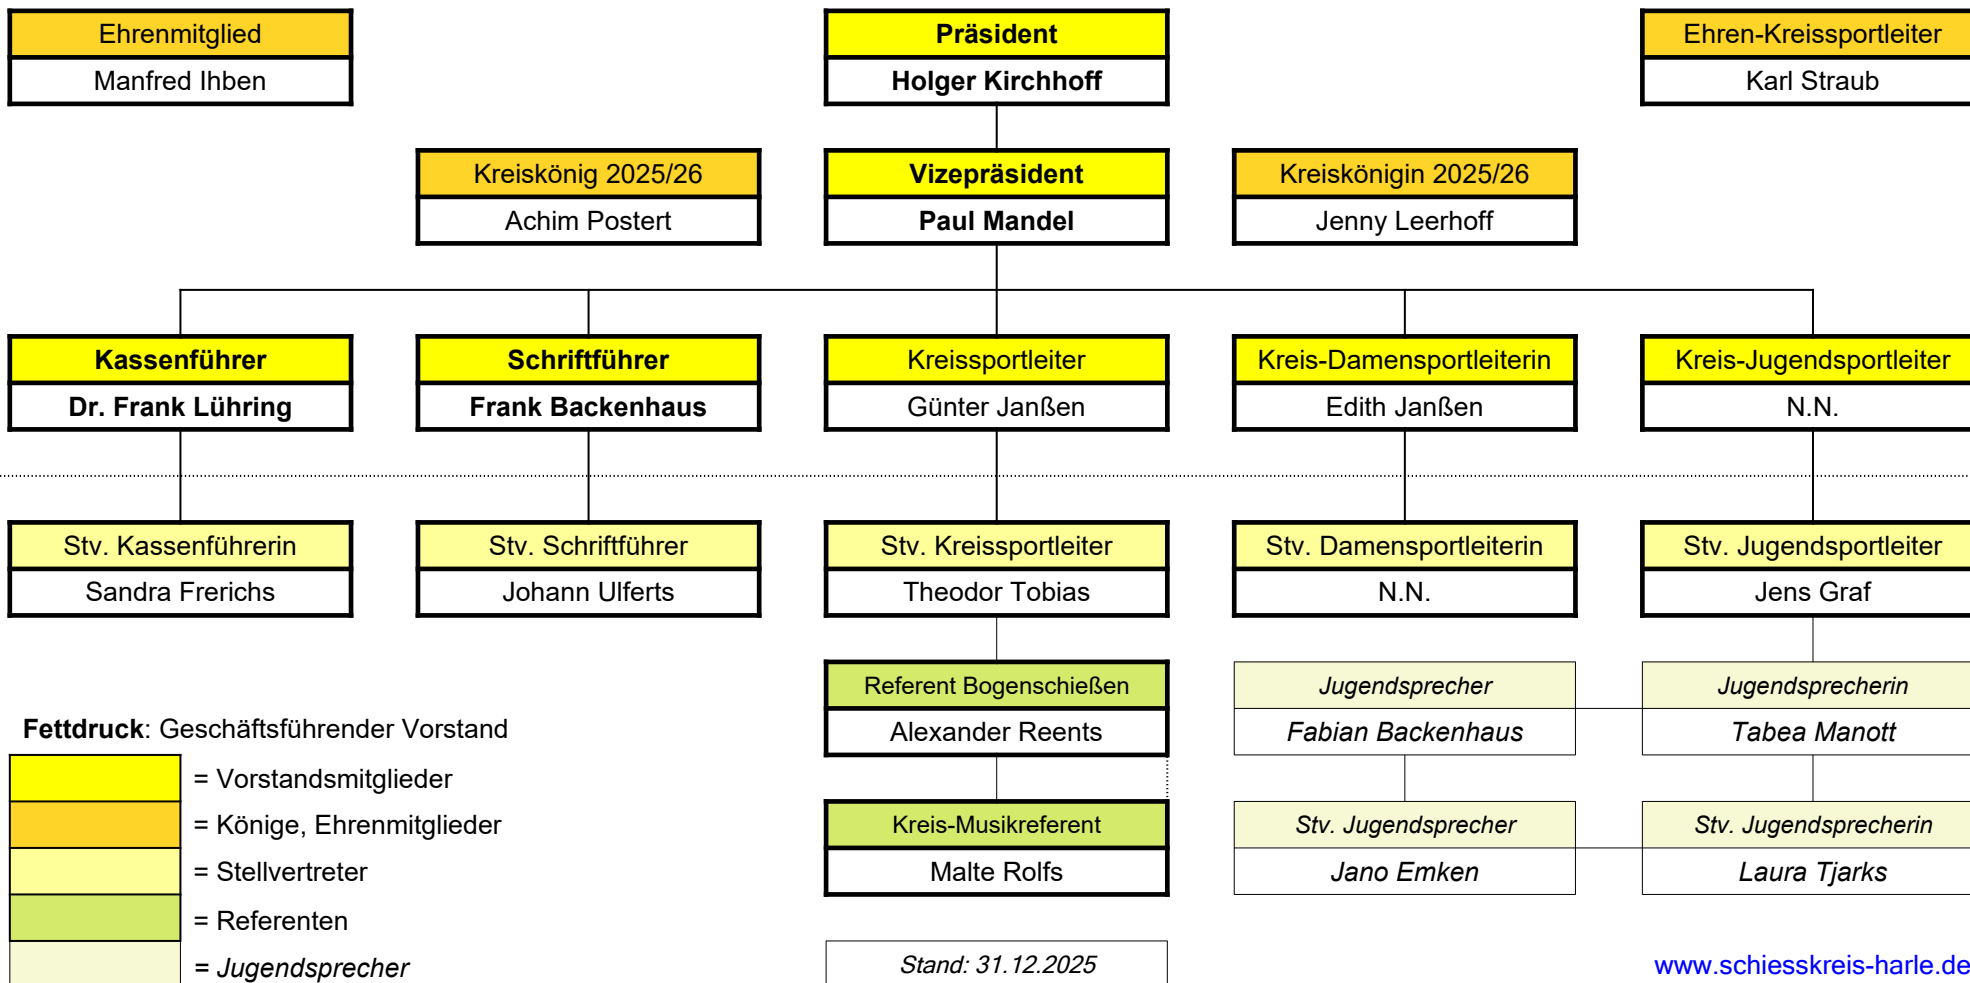 Ehrenmitglied
Manfred Ihben
Präsident
Holger Kirchhoff
Ehren-Kreissportleiter
Karl Straub
Kreiskönig 2025/26
Achim Postert
Vizepräsident
Paul Mandel
Kreiskönigin 2025/26
Jenny Leerhoff
Kassenführer
Dr. Frank Lühring
Schriftführer
Frank Backenhaus
Kreissportleiter
Günter Janßen
Kreis-Damensportleiterin
Edith Janßen
Kreis-Jugendsportleiter
N.N.
Stv. Kassenführerin
Sandra Frerichs
Stv. Schriftführer
Johann Ulferts
Stv. Kreissportleiter
Theodor Tobias
Stv. Damensportleiterin
N.N.
Stv. Jugendsportleiter
Jens Graf
Referent Bogenschießen
Alexander Reents
Jugendsprecher
Fabian Backenhaus
Jugendsprecherin
Tabea Manott
Kreis-Musikreferent
Malte Rolfs
Stv. Jugendsprecher
Jano Emken
Stv. Jugendsprecherin
Laura Tjarks
Fettdruck: Geschäftsführender Vorstand
= Vorstandsmitglieder
= Könige, Ehrenmitglieder
= Stellvertreter
= Referenten
= Jugendsprecher
Stand: 31.12.2025
www.schiesskreis-harle.de